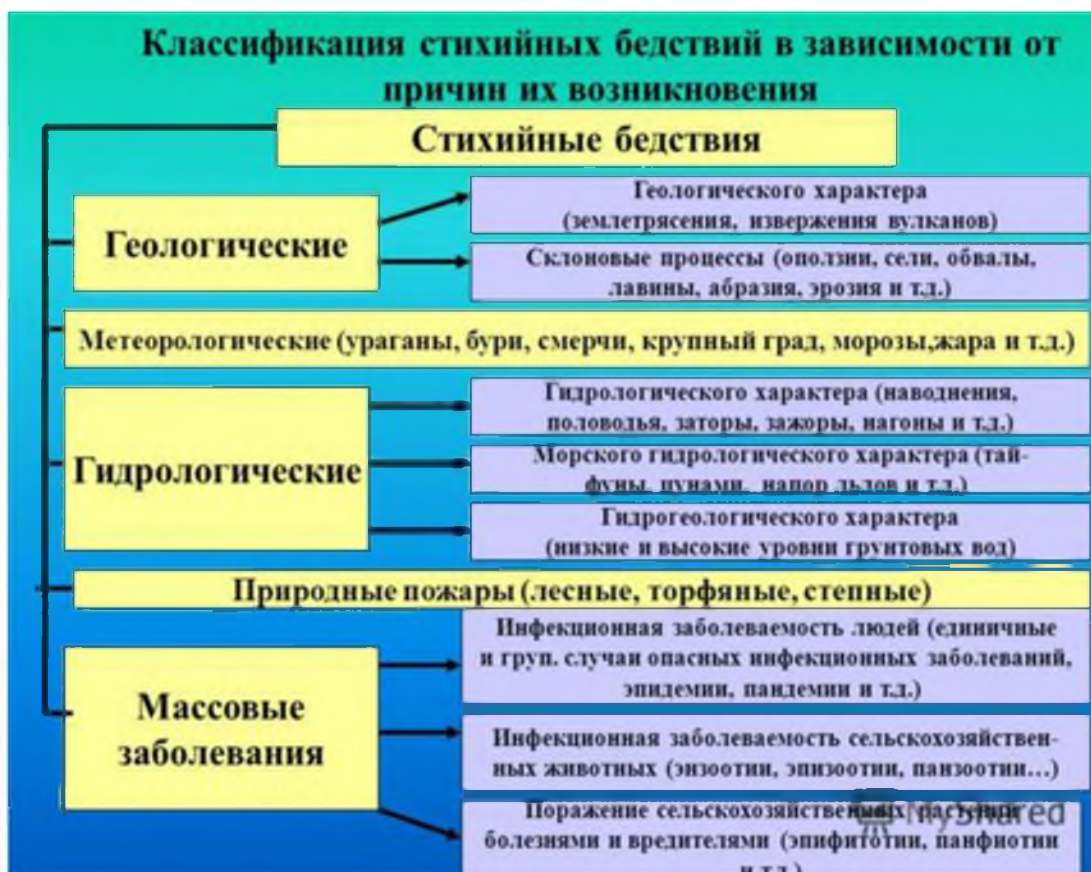 Классификация стихийных бедствий в зависимости от
причин их возникновения
Стихийные бедствия
Геологические
Геологического характера
(землетрясения, извержения вулканов)
Склоновые процессы (оползни, сели, обвалы,
лавины, абразия, эрозия и т.д.)
Метеорологические (ураганы, бури, смерчи, крупный град, морозы,жара и т.д.)
Гидрологические
Гидрологического характера (наводнения,
половодья, заторы, зажоры, нагоны и т.д.)
Морского гидрологического характера (тай-
фуны, цунами, напор льдов и т.д.)
Гидрогеологического характера
(низкие и высокие уровни грунтовых вод)
Природные пожары (лесные, торфяные, степные)
Массовые
заболевания
Инфекционная заболеваемость людей (единичные
и груп. случаи опасных инфекционных заболеваний,
эпидемии, пандемии и т.д.)
Инфекционная заболеваемость сельскохозяйствен-
ных животных (энзоотии, эпизоотии, панзоотии...)
Поражение сельскохозяйственных растений
болезнями и вредителями (эпифитотии, панфиотии
и т.д.)
MyShared